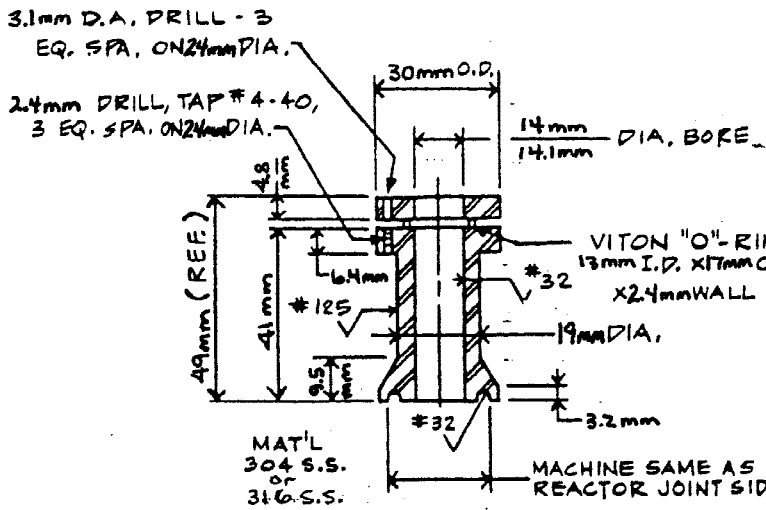 3.1mm D.A. DRILL - 3
EQ. SPA. ON 24mm DIA.
30mm O.D.
2.4mm DRILL, TAP #4-40,
3 EQ. SPA. ON 24mm DIA.
14mm
14.1mm
DIA. BORE
4.8
mm
VITON "O"-RI
13mm I.D. X17mm
X2.4mm WALL
6.4mm
#32
49mm (REF.)
41mm
#125
19mm DIA.
9.5
mm
#32
3.2mm
MAT'L
304 S.S.
or
316 S.S.
MACHINE SAME AS
REACTOR JOINT SID